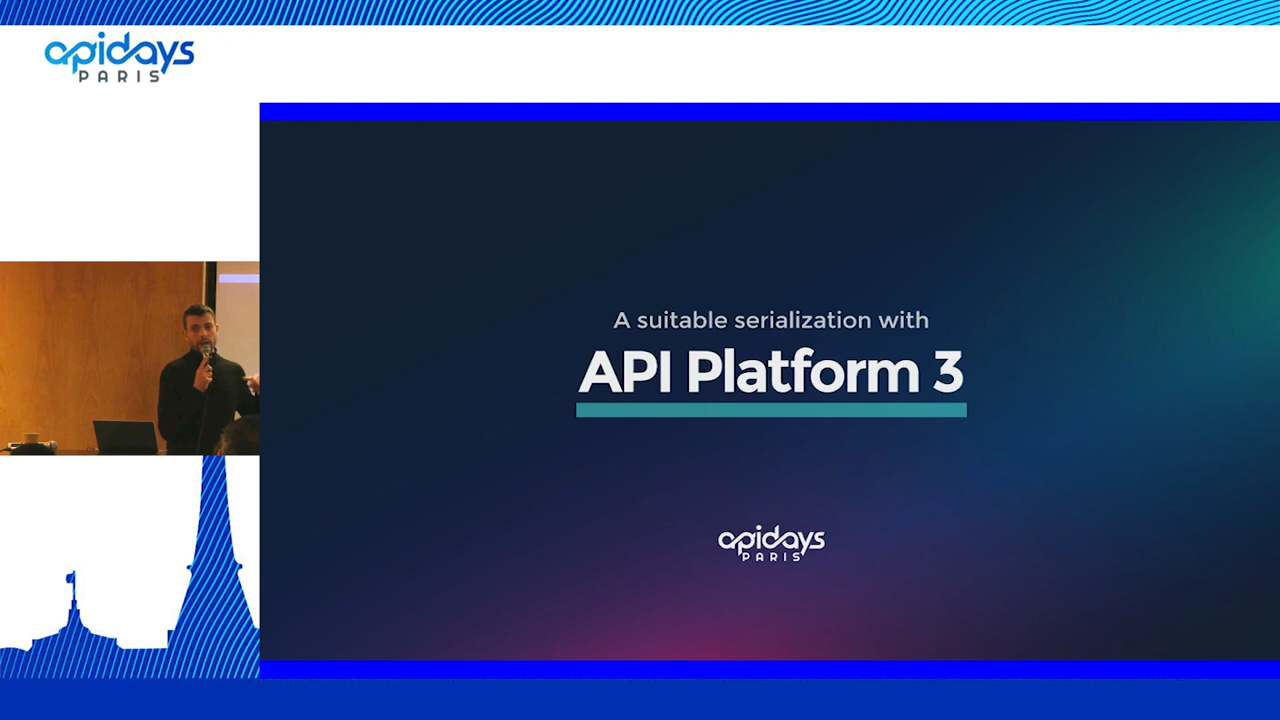 apidays
PARIS
A suitable serialization with
API Platform 3
apidays
PARIS